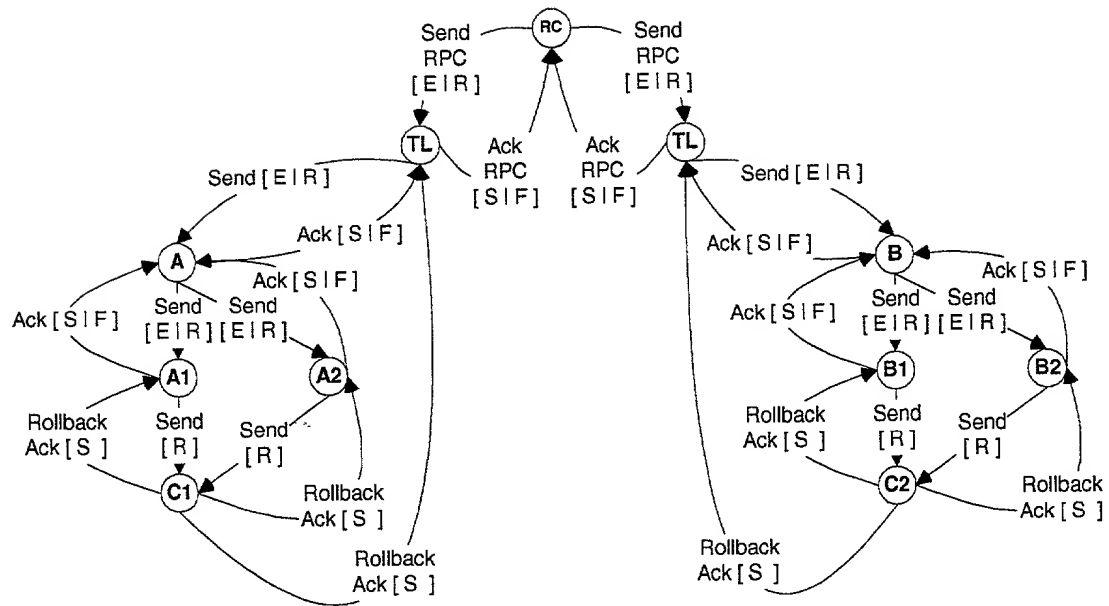 RC
Send
RPC
[ E | R ]
Send
RPC
[ E | R ]
TL
TL
Ack
RPC
[ S | F ]
Ack
RPC
[ S | F ]
Send [ E | R ]
Send [ E | R ]
Ack [ S | F ]
Ack [ S | F ]
A
B
Ack [ S | F ]
Ack [ S | F ]
Ack [ S | F ]
Ack [ S | F ]
Send
[ E | R ]
Send
[ E | R ]
Send
[ E | R ]
Send
[ E | R ]
A1
A2
B1
B2
Rollback
Ack [ S ]
Send
[ R ]
Send
[ R ]
Rollback
Ack [ S ]
Send
[ R ]
Send
[ R ]
C1
C2
Rollback
Ack [ S ]
Rollback
Ack [ S ]
Rollback
Ack [ S ]
Rollback
Ack [ S ]